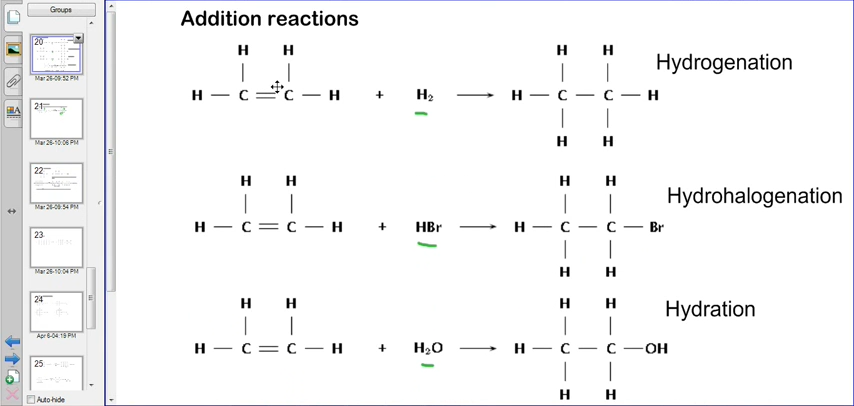 Groups
20
Mar 26-09:52 PM
21
Mar 26-10:06 PM
22
Mar 26-09:54 PM
23
Mar 26-10:04 PM
24
Apr 6-04:19 PM
25
Auto-hide
Addition reactions
H H H H
H — C = C — H + H₂ → H — C — C — H Hydrogenation
H H
H H H H
H — C = C — H + HBr → H — C — C — Br Hydrohalogenation
H H
H H H H
H — C = C — H + H₂O → H — C — C — OH Hydration
H H